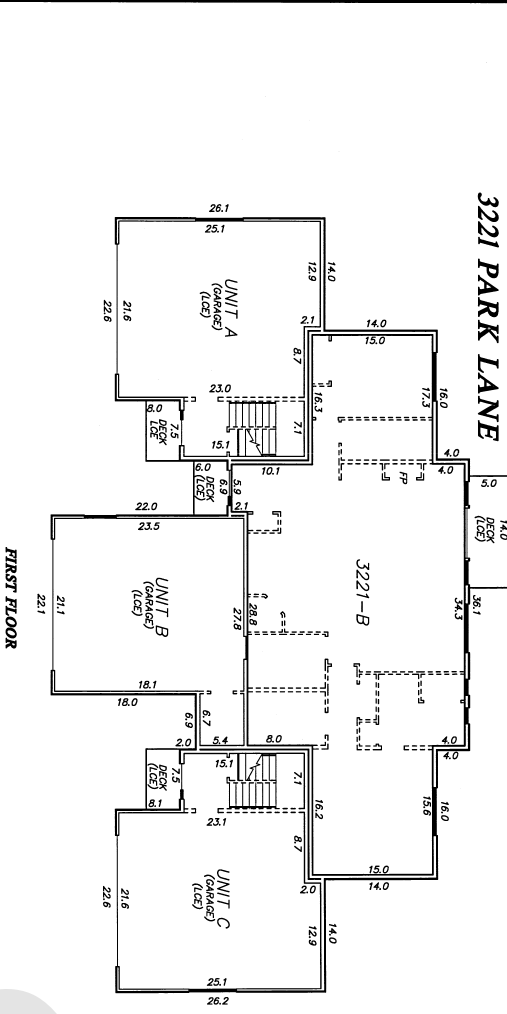 3221 PARK LANE
26.1
25.1
14.0
12.9
UNIT A
(GARAGE)
(LCE)
22.6
21.6
2.1
8.7
14.0
15.0
16.0
17.3
16.3
23.0
7.1
8.0
DECK
LCE
7.5
15.1
10.1
4.0
4.0
FP
5.0
14.0
DECK
(LCE)
6.0
DECK
(LCE)
6.9
5.9
2.1
22.0
23.5
UNIT B
(GARAGE)
(LCE)
22.1
21.1
27.8
28.8
3221-B
36.1
34.3
18.1
18.0
6.9
6.7
2.0
5.4
8.0
4.0
4.0
DECK
(LCE)
7.5
8.1
15.1
7.1
16.2
15.6
16.0
23.1
8.7
2.0
15.0
14.0
UNIT C
(GARAGE)
(LCE)
22.6
21.6
12.9
14.0
25.1
26.2
FIRST FLOOR